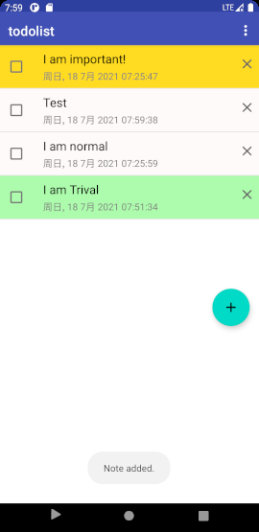 7:59 LTE
todolist
I am important!
周日, 18 7月 2021 07:25:47
Test
周日, 18 7月 2021 07:59:38
I am normal
周日, 18 7月 2021 07:25:59
I am Trival
周日, 18 7月 2021 07:51:34
Note added.